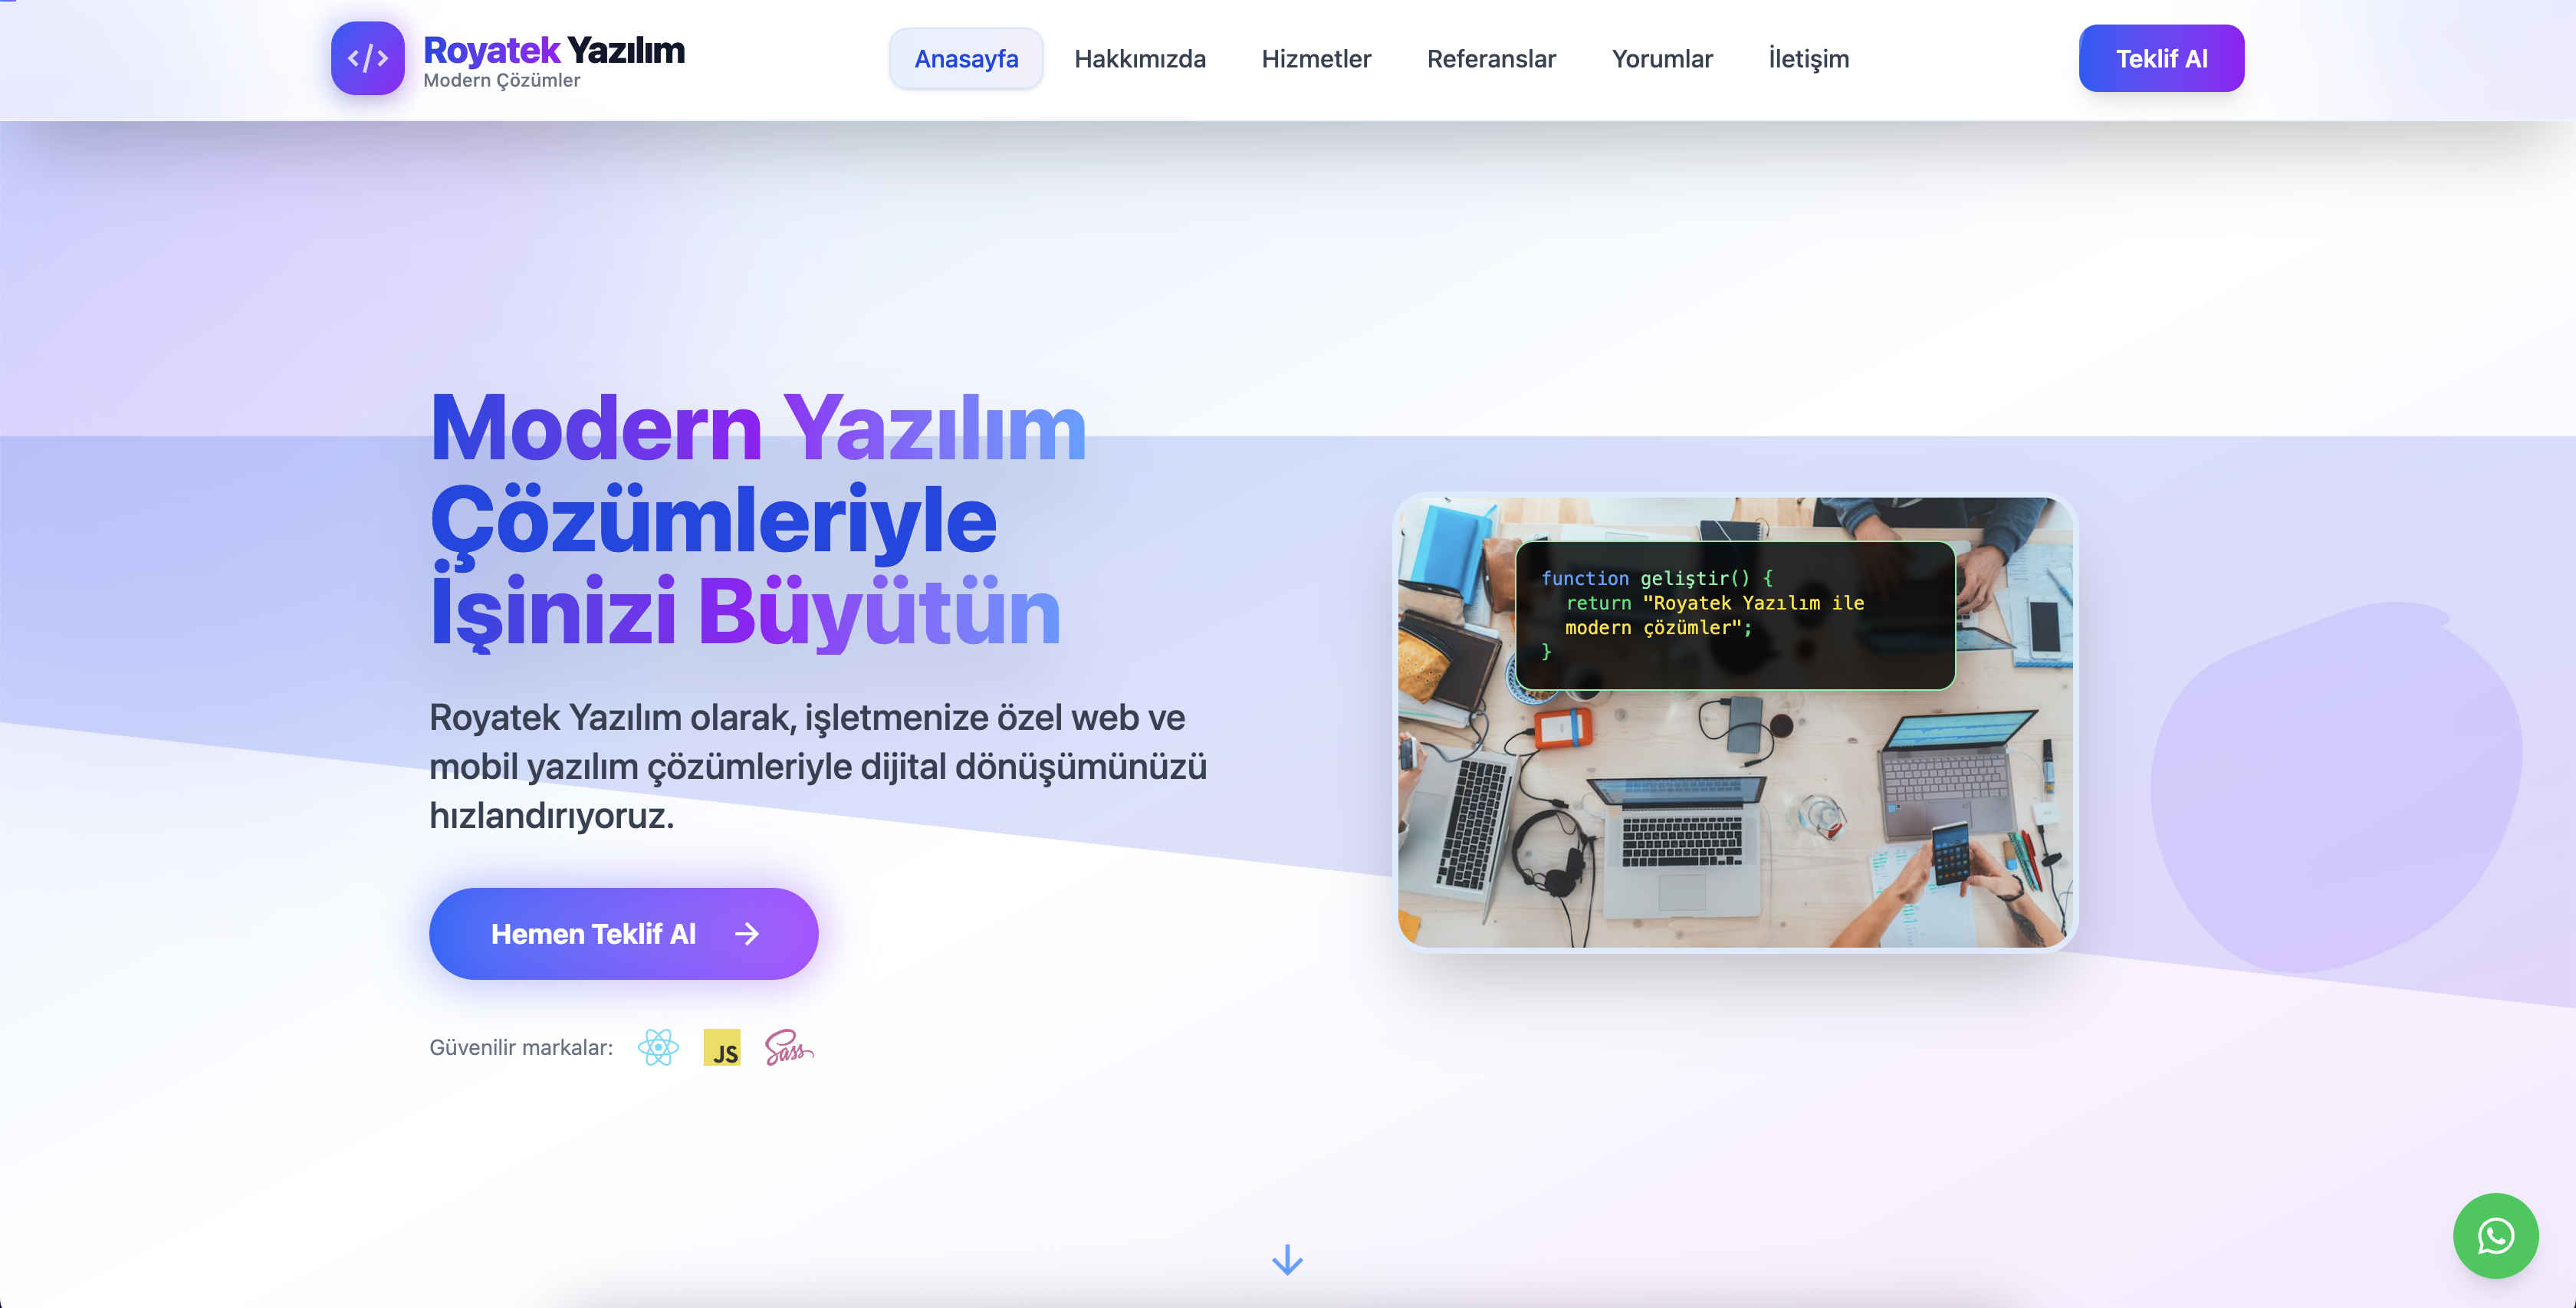 Royatek Yazılım
Modern Çözümler
Anasayfa
Hakkımızda
Hizmetler
Referanslar
Yorumlar
İletişim
Teklif Al
Modern Yazılım
Çözümleriyle
İşinizi Büyütün
Royatek Yazılım olarak, işletmenize özel web ve
mobil yazılım çözümleriyle dijital dönüşümünüzü
hızlandırıyoruz.
Hemen Teklif Al
Güvenilir markalar:
JS
Sass
function geliştir() {
return "Royatek Yazılım ile
modern çözümler";
}